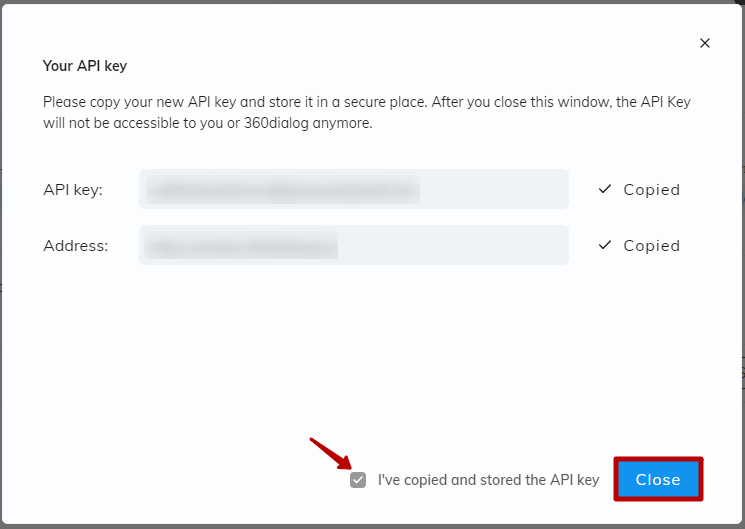 Your API key
Please copy your new API key and store it in a secure place. After you close this window, the API Key
will not be accessible to you or 360dialog anymore.
API key: Copied
Address: Copied
I've copied and stored the API key Close